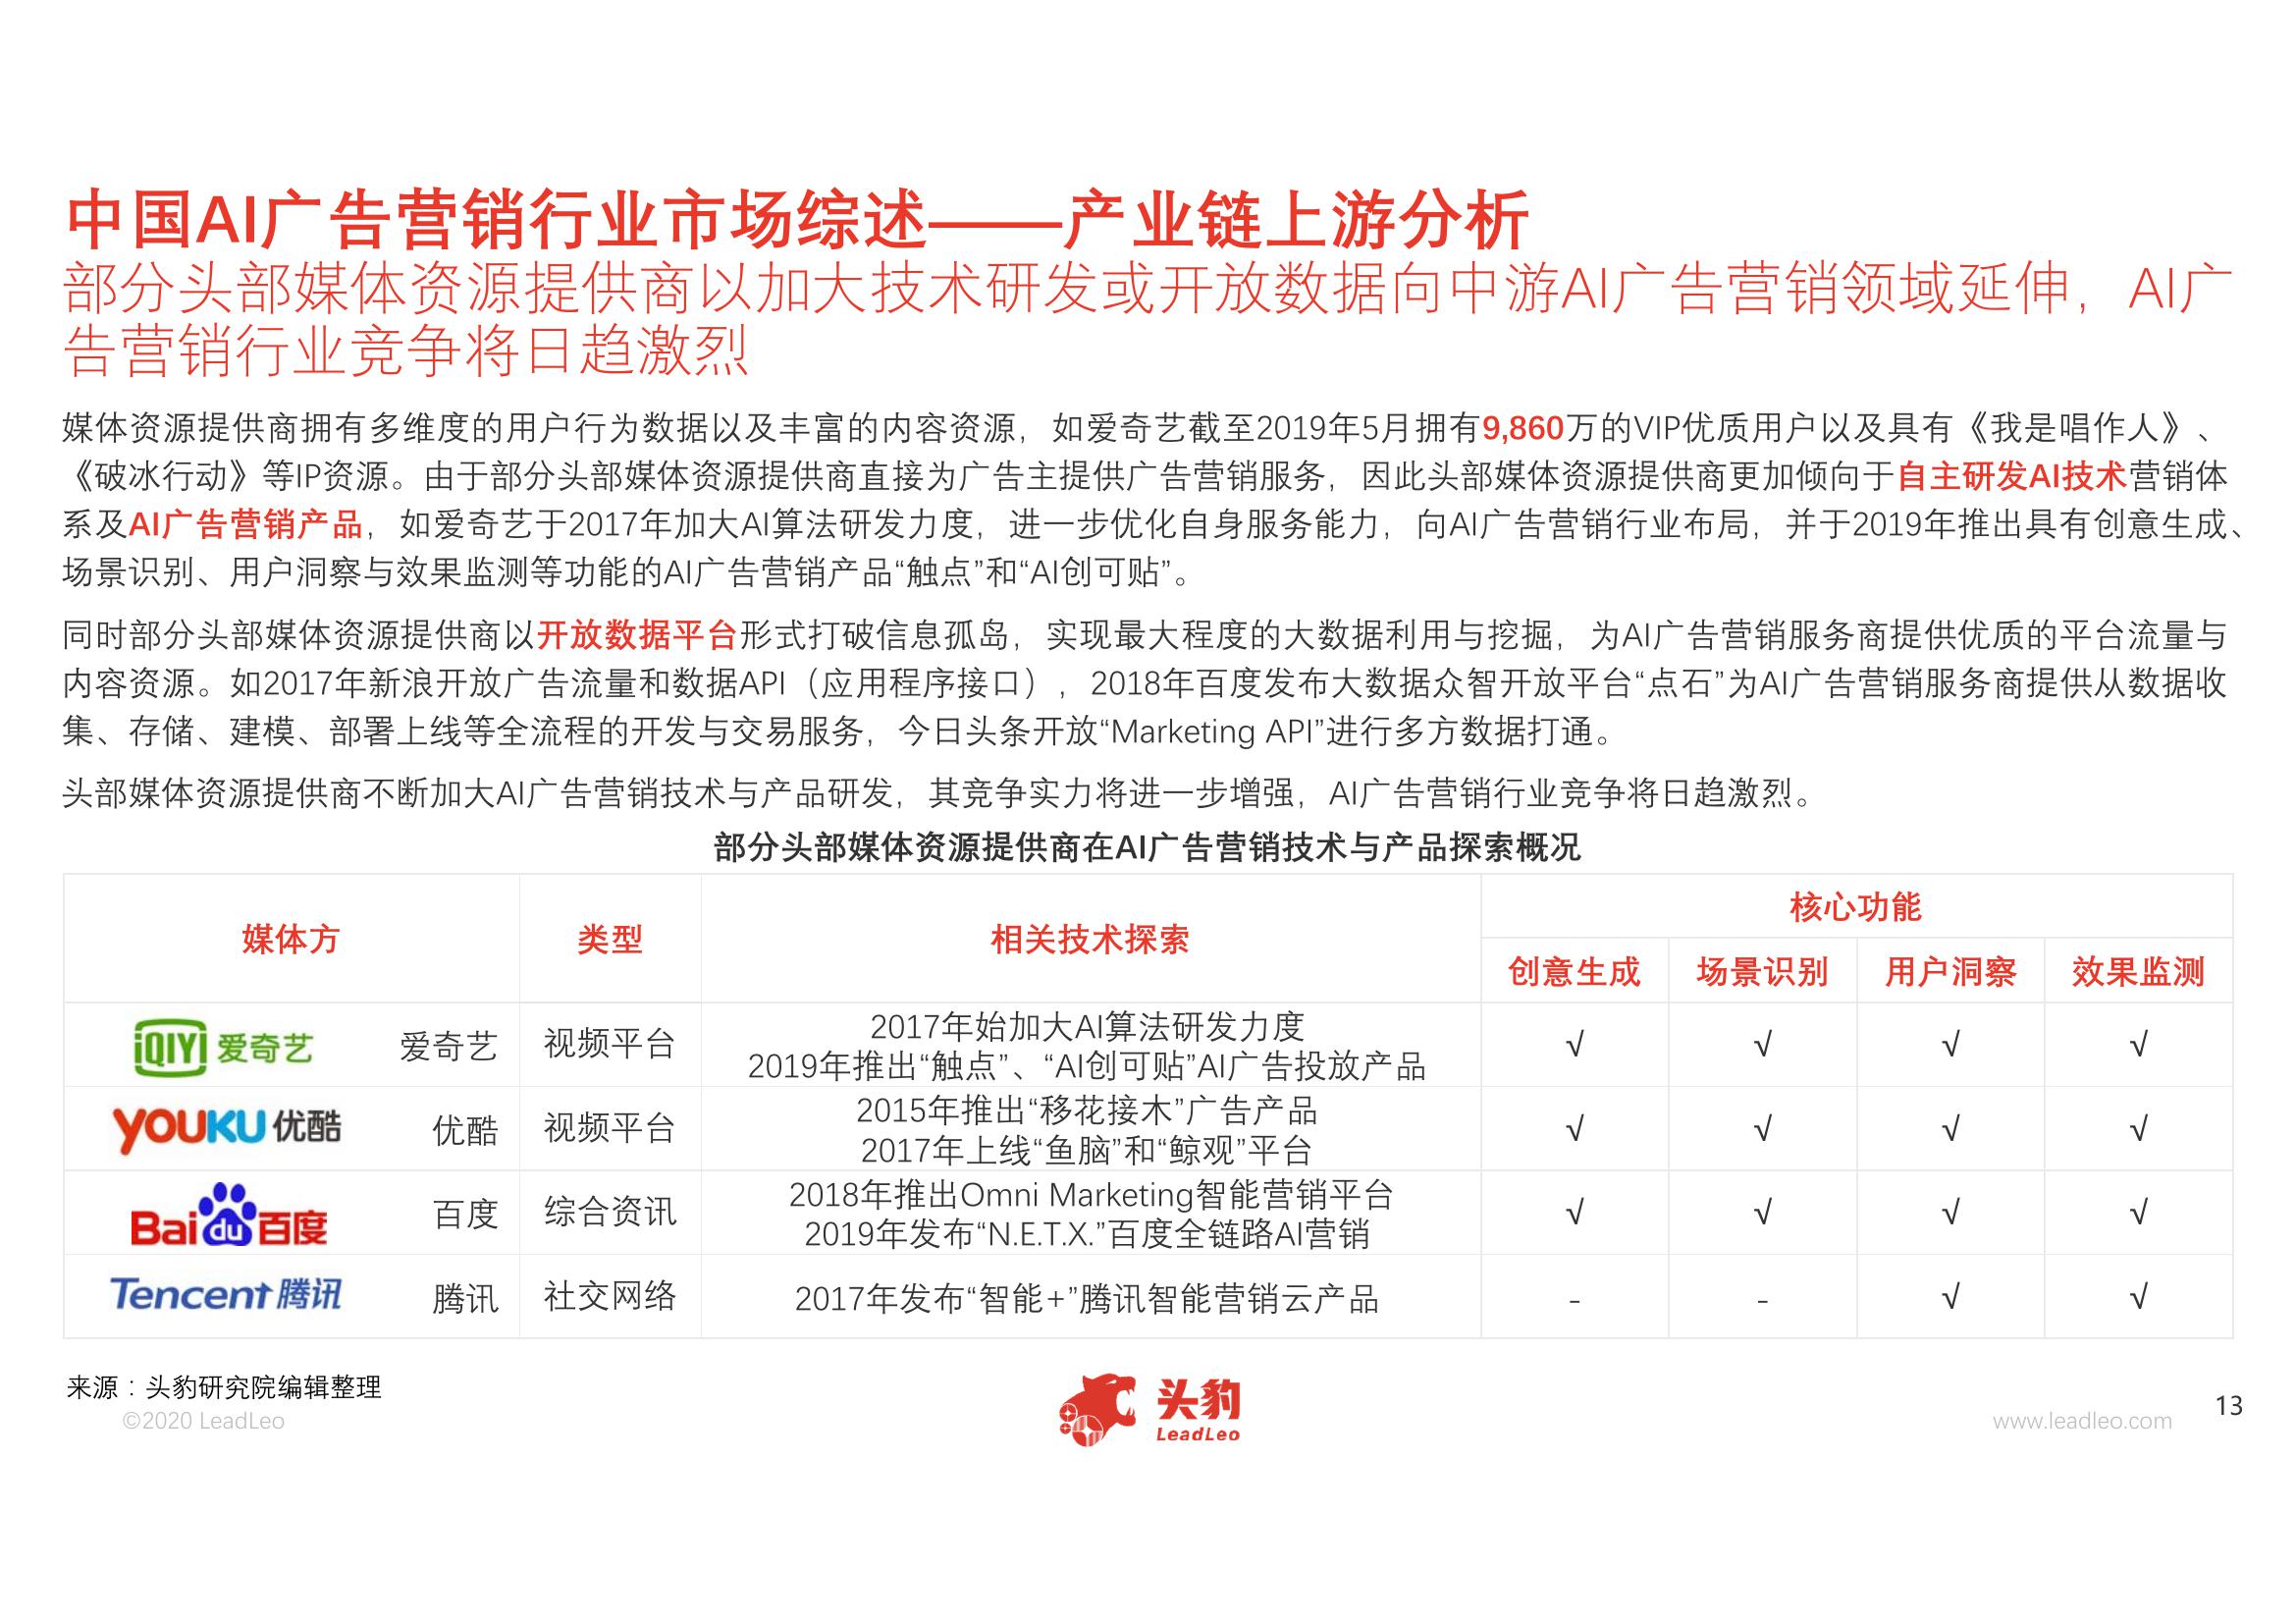 中国AI广告营销行业市场综述——产业链上游分析
部分头部媒体资源提供商以加大技术研发或开放数据向中游AI广告营销领域延伸，AI广
告营销行业竞争将日趋激烈
媒体资源提供商拥有多维度的用户行为数据以及丰富的内容资源，如爱奇艺截至2019年5月拥有9,860万的VIP优质用户以及具有《我是唱作人》、
《破冰行动》等IP资源。由于部分头部媒体资源提供商直接为广告主提供广告营销服务，因此头部媒体资源提供商更加倾向于自主研发AI技术营销体
系及AI广告营销产品，如爱奇艺于2017年加大AI算法研发力度，进一步优化自身服务能力，向AI广告营销行业布局，并于2019年推出具有创意生成、
场景识别、用户洞察与效果监测等功能的AI广告营销产品“触点”和“AI创可贴”。
同时部分头部媒体资源提供商以开放数据平台形式打破信息孤岛，实现最大程度的大数据利用与挖掘，为AI广告营销服务商提供优质的平台流量与
内容资源。如2017年新浪开放广告流量和数据API（应用程序接口），2018年百度发布大数据众智开放平台“点石”为AI广告营销服务商提供从数据收
集、存储、建模、部署上线等全流程的开发与交易服务，今日头条开放“Marketing API”进行多方数据打通。
头部媒体资源提供商不断加大AI广告营销技术与产品研发，其竞争实力将进一步增强，AI广告营销行业竞争将日趋激烈。
部分头部媒体资源提供商在AI广告营销技术与产品探索概况
媒体方 类型 相关技术探索 核心功能
创意生成 场景识别 用户洞察 效果监测
iQIYI 爱奇艺 爱奇艺 视频平台 2017年始加大AI算法研发力度 √ √ √ √
2019年推出“触点”、“AI创可贴”AI广告投放产品
YOUKU 优酷 优酷 视频平台 2015年推出“移花接木”广告产品 √ √ √ √
2017年上线“鱼脑”和“鲸观”平台
Baidu百度 百度 综合资讯 2018年推出Omni Marketing智能营销平台 √ √ √ √
2019年发布“N.E.T.X.”百度全链路AI营销
Tencent腾讯 腾讯 社交网络 2017年发布“智能+”腾讯智能营销云产品 - - √ √
来源：头豹研究院编辑整理
©2020 LeadLeo
头豹
LeadLeo
www.leadleo.com
13